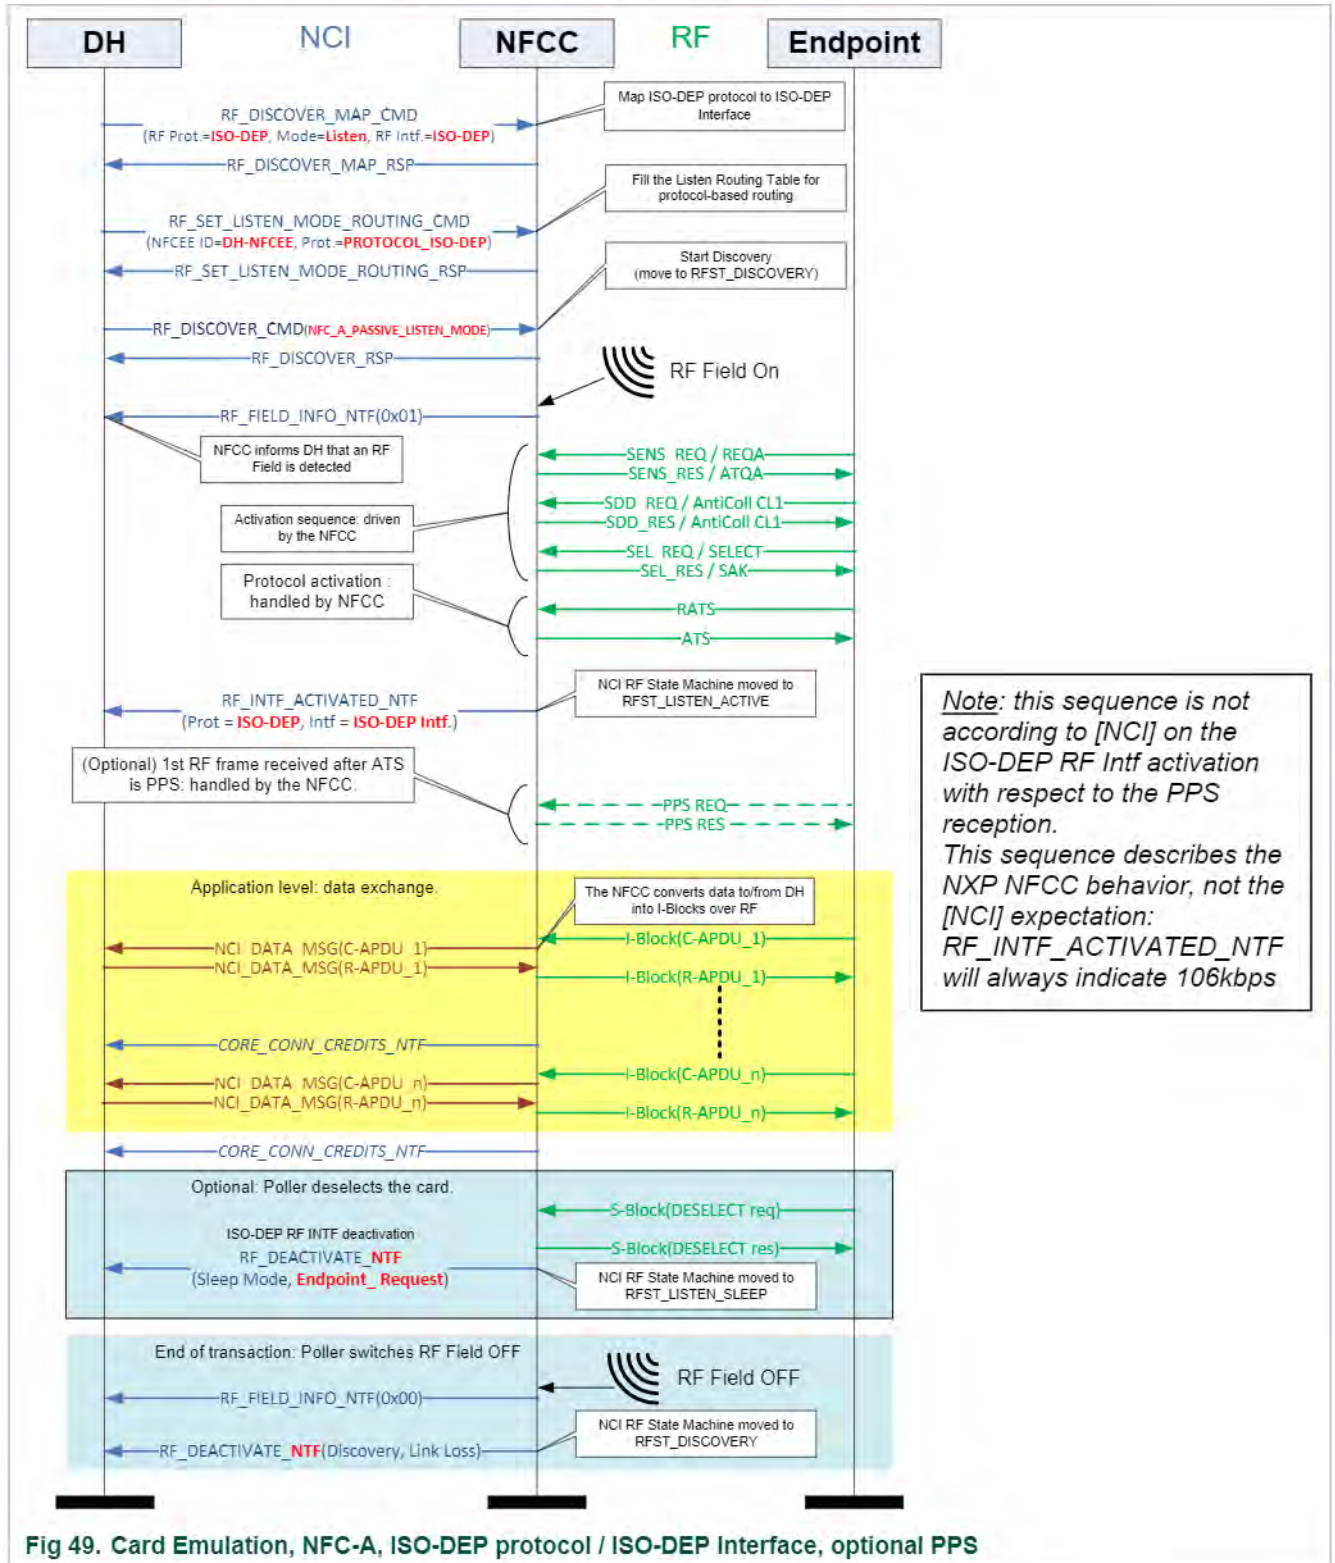 DH
NCI
NFCC
RF
Endpoint
Map ISO-DEP protocol to ISO-DEP
Interface
RF_DISCOVER_MAP_CMD
(RF Prot.=ISO-DEP, Mode=Listen, RF Intf.=ISO-DEP)
RF_DISCOVER_MAP_RSP
Fill the Listen Routing Table for
protocol-based routing
RF_SET_LISTEN_MODE_ROUTING_CMD
(NFCEE ID=DH-NFCEE, Prot.=PROTOCOL_ISO-DEP)
RF_SET_LISTEN_MODE_ROUTING_RSP
Start Discovery
(move to RFST_DISCOVERY)
RF_DISCOVER_CMD(NFC_A_PASSIVE_LISTEN_MODE)
RF_DISCOVER_RSP
RF Field On
RF_FIELD_INFO_NTF(0x01)
NFCC informs DH that an RF
Field is detected
SENS_REQ / REQA
SENS_RES / ATQA
SDD_REQ / AntiColl CL1
SDD_RES / AntiColl CL1
Activation sequence: driven
by the NFCC
SEL_REQ / SELECT
SEL_RES / SAK
Protocol activation :
handled by NFCC
RATS
ATS
NCI RF State Machine moved to
RFST_LISTEN_ACTIVE
RF_INTF_ACTIVATED_NTF
(Prot = ISO-DEP, Intf = ISO-DEP Intf.)
(Optional) 1st RF frame received after ATS
is PPS: handled by the NFCC.
PPS REQ
PPS RES
Note: this sequence is not
according to [NCI] on the
ISO-DEP RF Intf activation
with respect to the PPS
reception.
This sequence describes the
NXP NFCC behavior, not the
[NCI] expectation:
RF_INTF_ACTIVATED_NTF
will always indicate 106kbps
Application level: data exchange.
The NFCC converts data to/from DH
into I-Blocks over RF
NCI_DATA_MSG(C-APDU_1)
I-Block(C-APDU_1)
NCI_DATA_MSG(R-APDU_1)
I-Block(R-APDU_1)
CORE_CONN_CREDITS_NTF
NCI_DATA_MSG(C-APDU_n)
I-Block(C-APDU_n)
NCI_DATA_MSG(R-APDU_n)
I-Block(R-APDU_n)
CORE_CONN_CREDITS_NTF
Optional: Poller deselects the card.
S-Block(DESELECT req)
ISO-DEP RF INTF deactivation
S-Block(DESELECT res)
RF_DEACTIVATE_NTF
(Sleep Mode, Endpoint_ Request)
NCI RF State Machine moved to
RFST_LISTEN_SLEEP
End of transaction: Poller switches RF Field OFF
RF Field OFF
RF_FIELD_INFO_NTF(0x00)
NCI RF State Machine moved to
RFST_DISCOVERY
RF_DEACTIVATE_NTF(Discovery, Link Loss)
Fig 49. Card Emulation, NFC-A, ISO-DEP protocol / ISO-DEP Interface, optional PPS